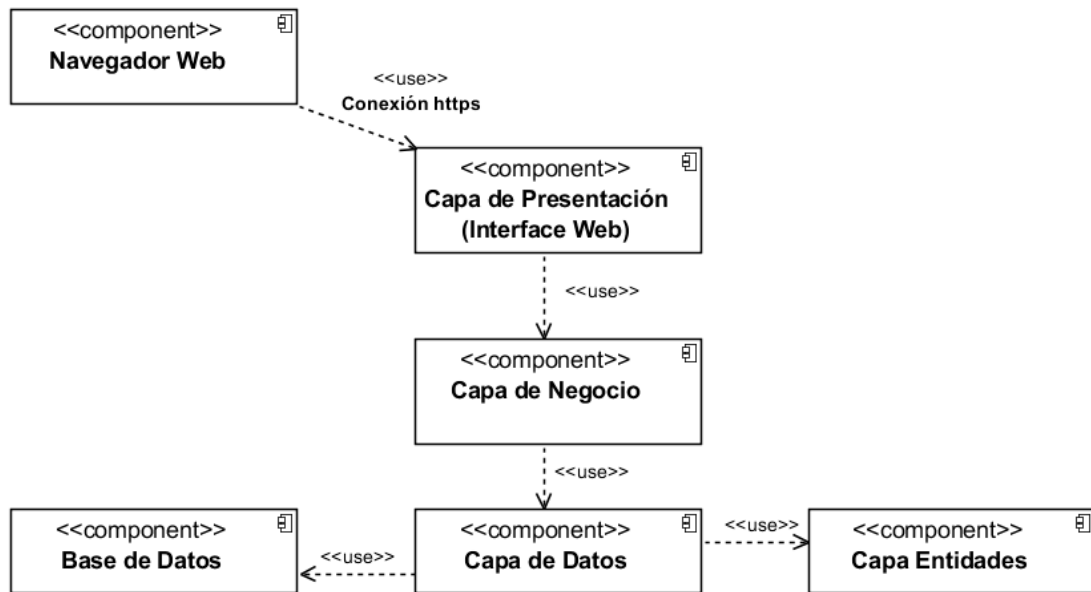 <<component>>
Navegador Web
<<use>>
Conexión https
<<component>>
Capa de Presentación
(Interface Web)
<<use>>
<<component>>
Capa de Negocio
<<use>>
<<component>>
Base de Datos
<<use>>
<<component>>
Capa de Datos
<<use>>
<<component>>
Capa Entidades